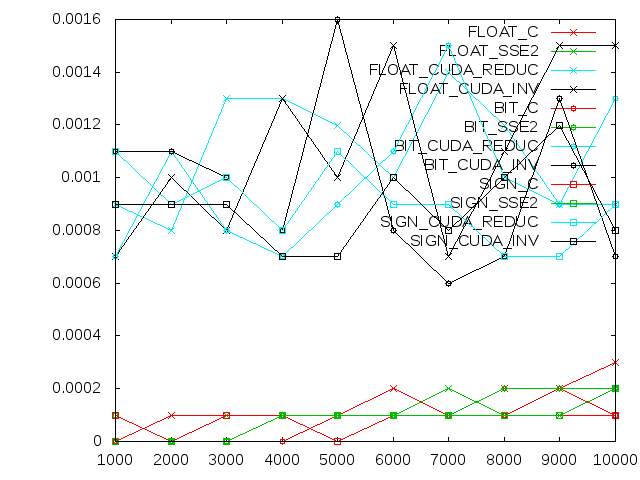 0.0016
0.0014
0.0012
0.001
0.0008
0.0006
0.0004
0.0002
0
1000 2000 3000 4000 5000 6000 7000 8000 9000 10000
FLOAT_C
FLOAT_SSE2
FLOAT_CUDA_REDUC
FLOAT_CUDA_INV
BIT_C
BIT_SSE2
BIT_CUDA_REDUC
BIT_CUDA_INV
SIGN_C
SIGN_SSE2
SIGN_CUDA_REDUC
SIGN_CUDA_INV